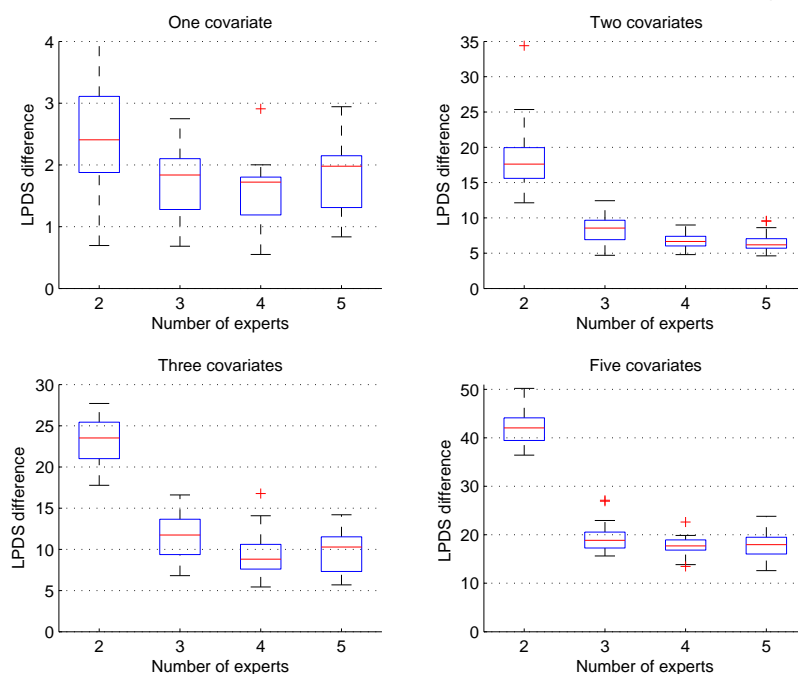 One covariate
4
3
2
1
0
LPDS difference
2 3 4 5
Number of experts
Two covariates
35
30
25
20
15
10
5
0
LPDS difference
2 3 4 5
Number of experts
Three covariates
30
25
20
15
10
5
0
LPDS difference
2 3 4 5
Number of experts
Five covariates
50
40
30
20
10
0
LPDS difference
2 3 4 5
Number of experts